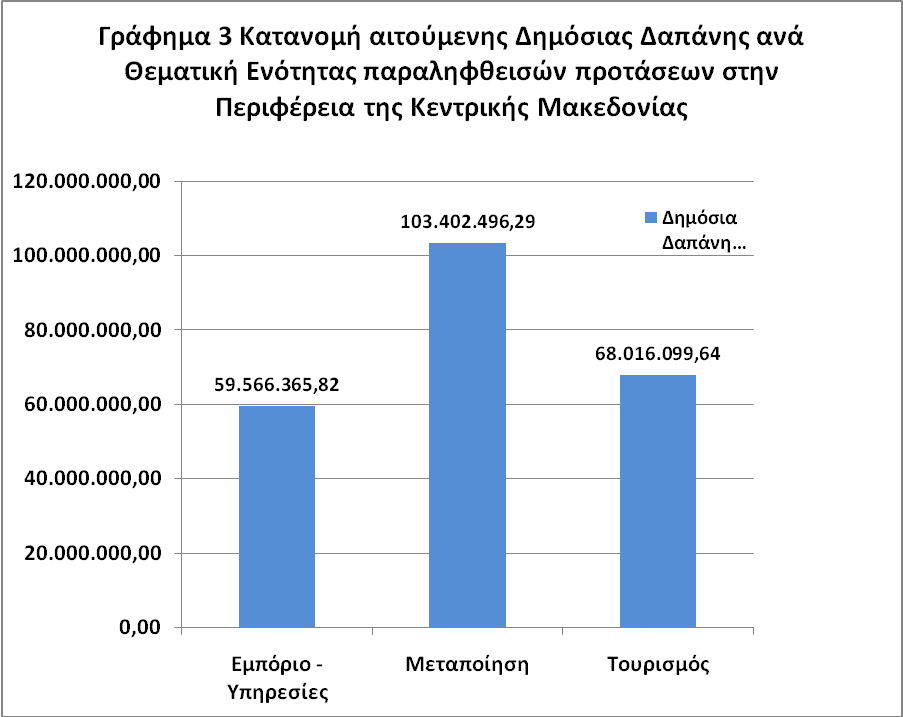 Γράφημα 3 Κατανομή αιτούμενης Δημόσιας Δαπάνης ανά
Θεματική Ενότητας παραληφθεισών προτάσεων στην
Περιφέρεια της Κεντρικής Μακεδονίας
120.000.000,00
100.000.000,00
80.000.000,00
60.000.000,00
40.000.000,00
20.000.000,00
0,00
59.566.365,82
103.402.496,29
68.016.099,64
Δημόσια
Δαπάνη...
Εμπόριο -
Υπηρεσίες
Μεταποίηση
Τουρισμός